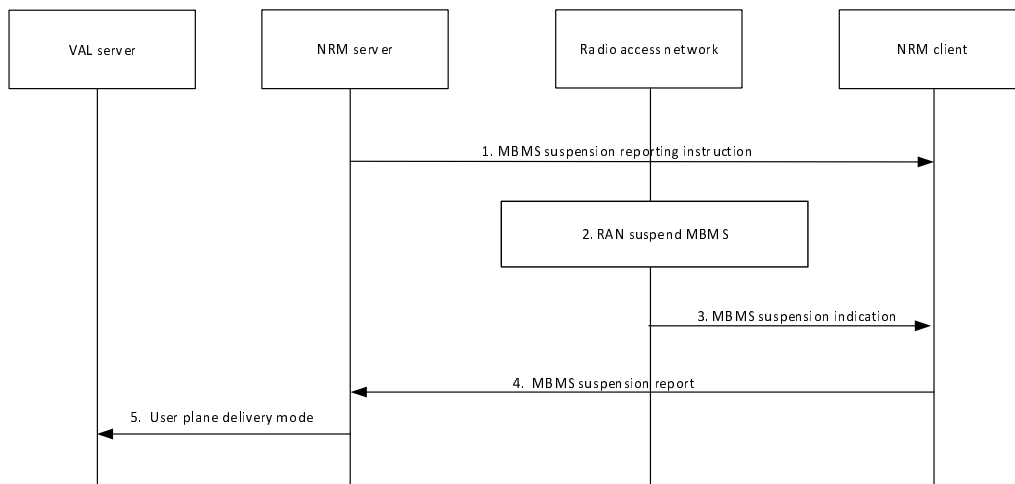 VAL server
NRM server
Radio access network
NRM client
1. MBMS suspension reporting instruction
2. RAN suspend MBMS
3. MBMS suspension indication
4. MBMS suspension report
5. User plane delivery mode